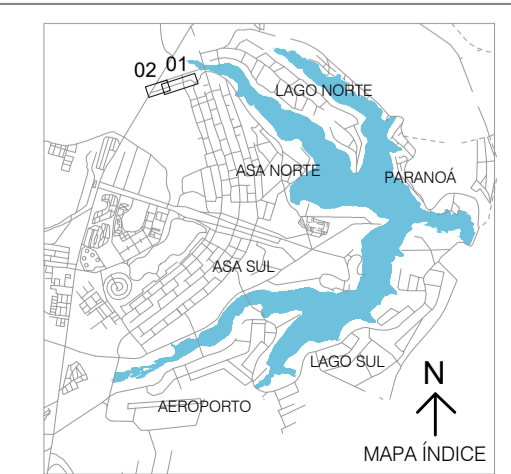 02 01
LAGO NORTE
ASA NORTE
PARANOÁ
ASA SUL
LAGO SUL
AEROPORTO
N
MAPA ÍNDICE